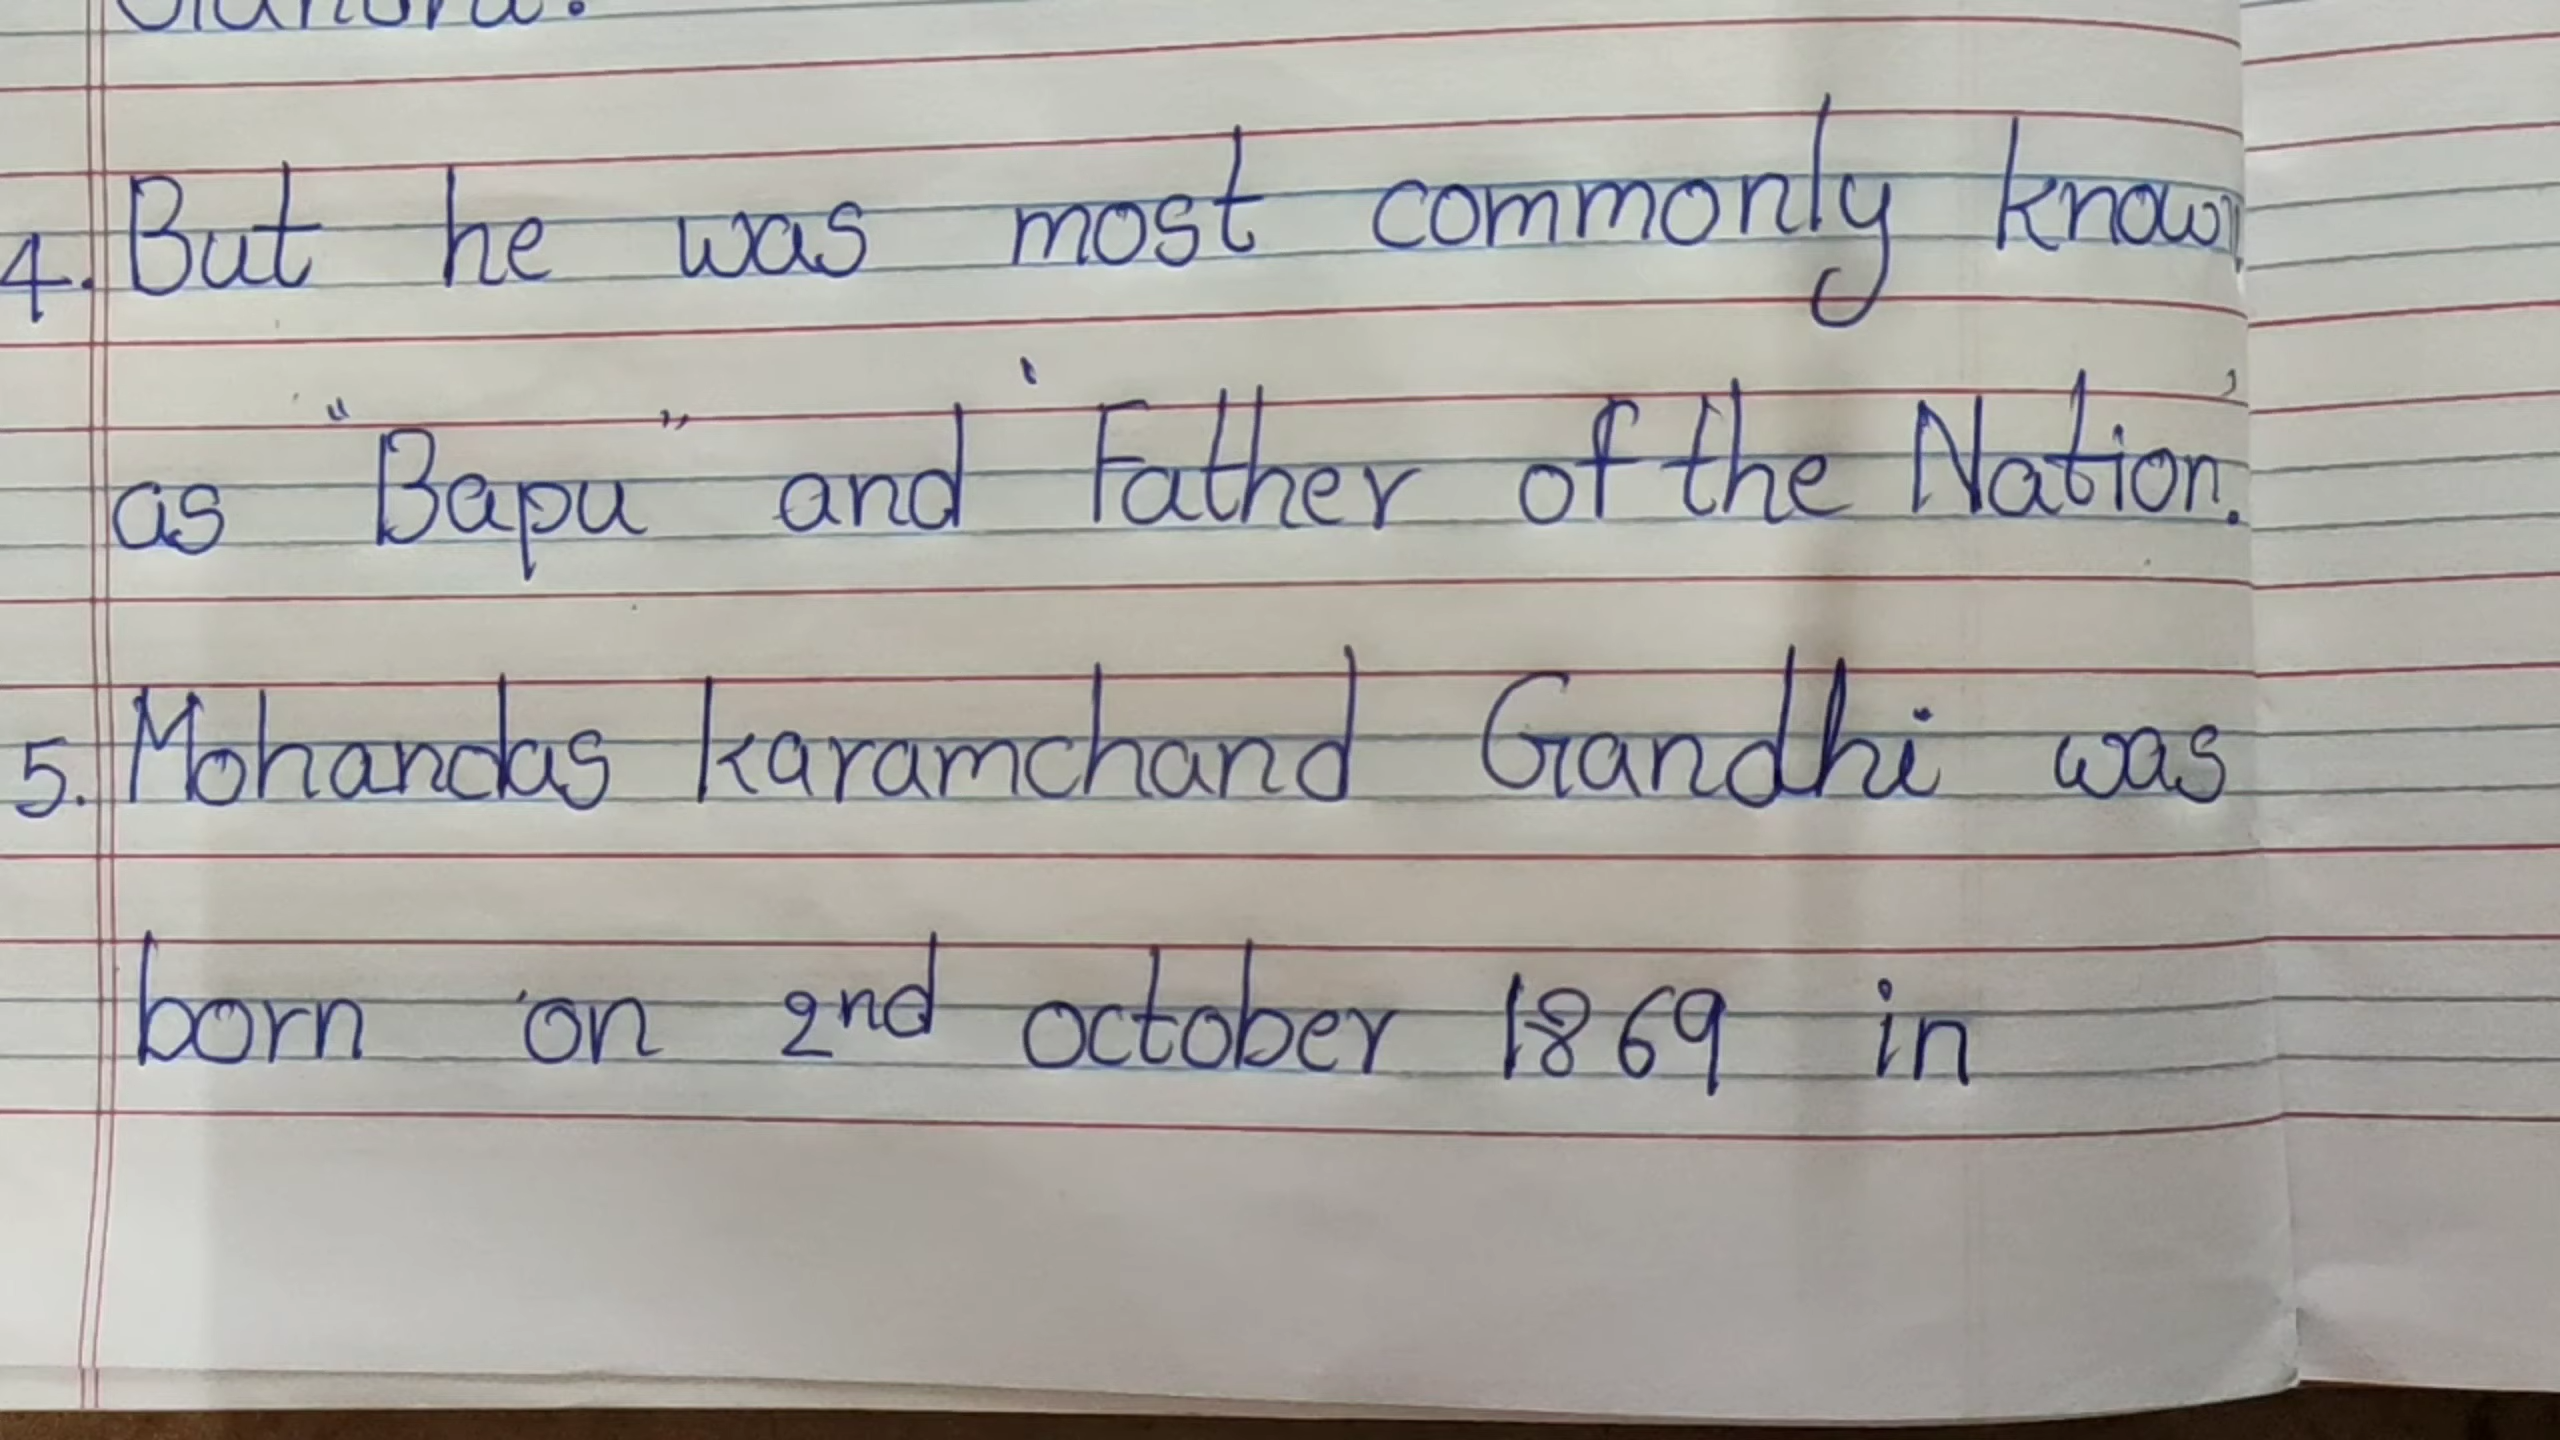 4. But he was most commonly known
as "Bapu" and 'Father of the Nation'.
5. Mohandas karamchand Gandhi was
born on 2nd october 1869 in